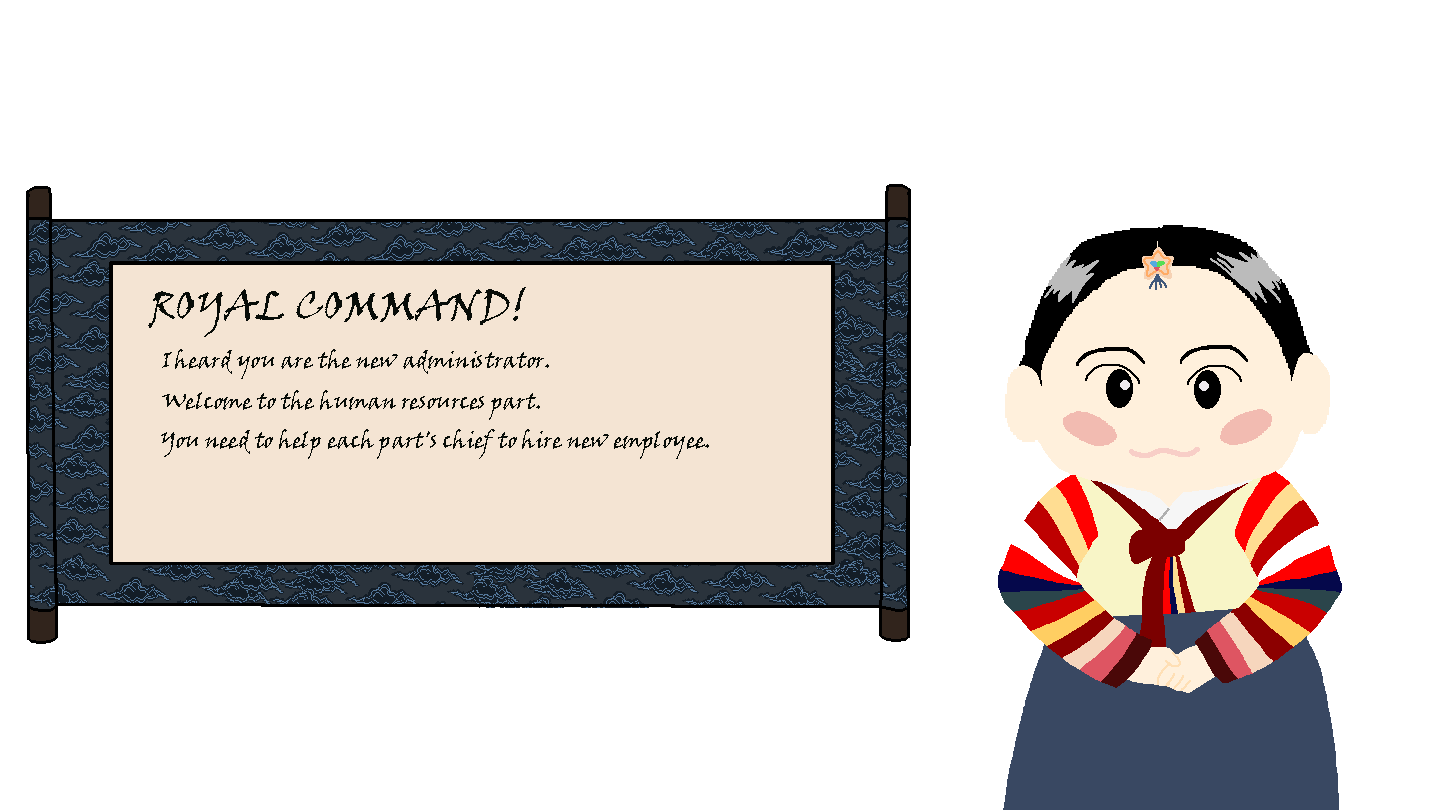 ROYAL COMMAND!
I heard you are the new administrator.
Welcome to the human resources part.
You need to help each part's chief to hire new employee.